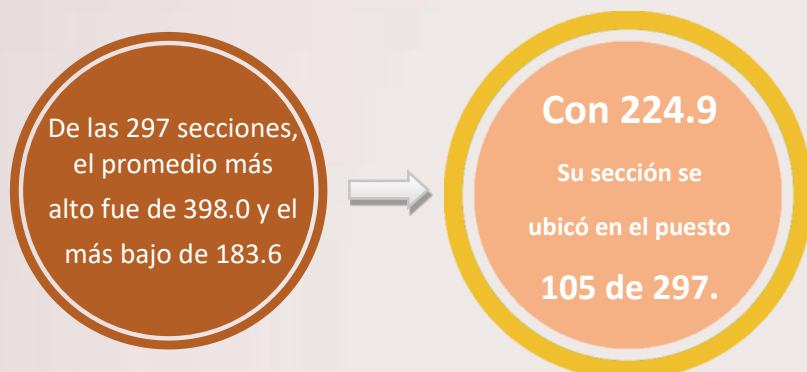 De las 297 secciones,
el promedio más
alto fue de 398.0 y el
más bajo de 183.6
Con 224.9
Su sección se
ubicó en el puesto
105 de 297.